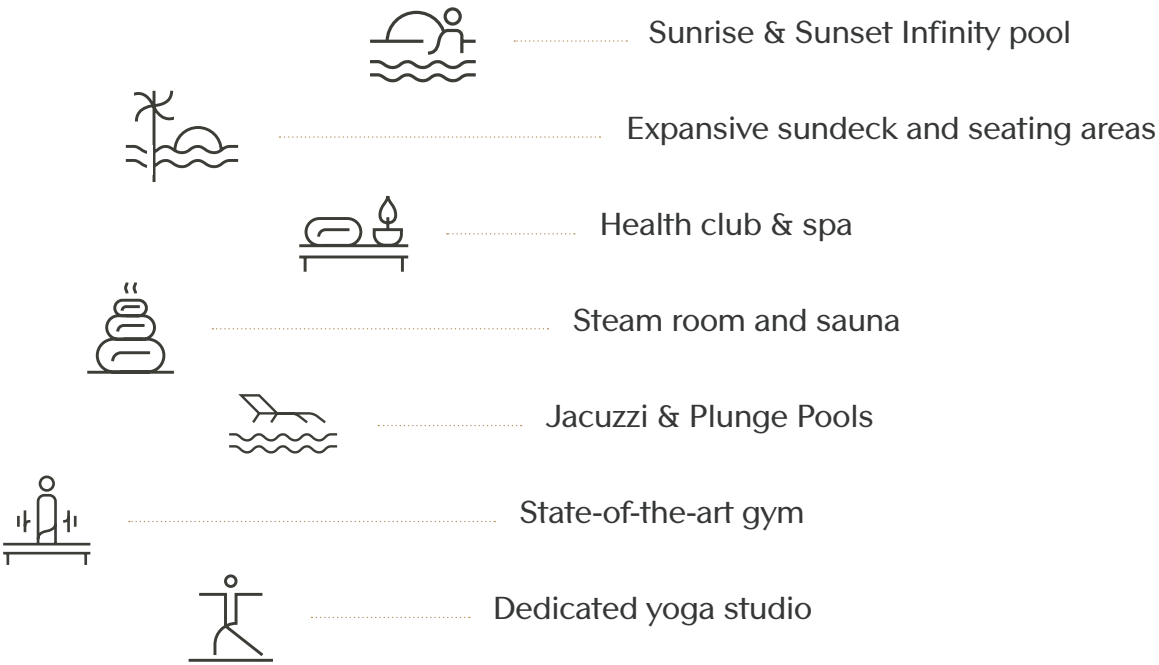 Sunrise & Sunset Infinity pool
Expansive sundeck and seating areas
Health club & spa
Steam room and sauna
Jacuzzi & Plunge Pools
State-of-the-art gym
Dedicated yoga studio